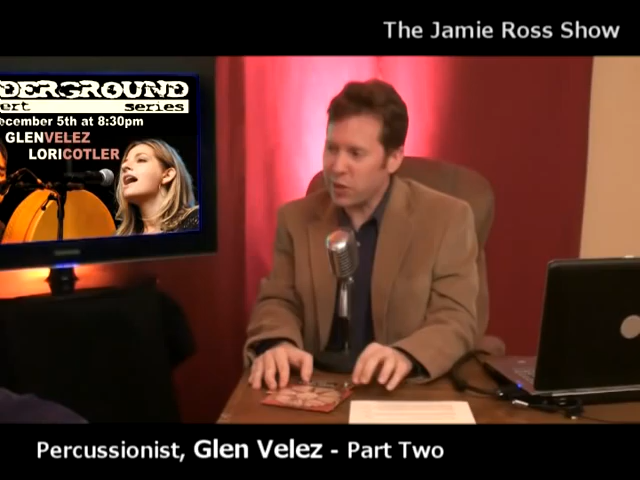 The Jamie Ross Show
DERGROUND
ert series
ecember 5th at 8:30pm
GLENVELEZ
LORICOTLER
Percussionist, Glen Velez - Part Two